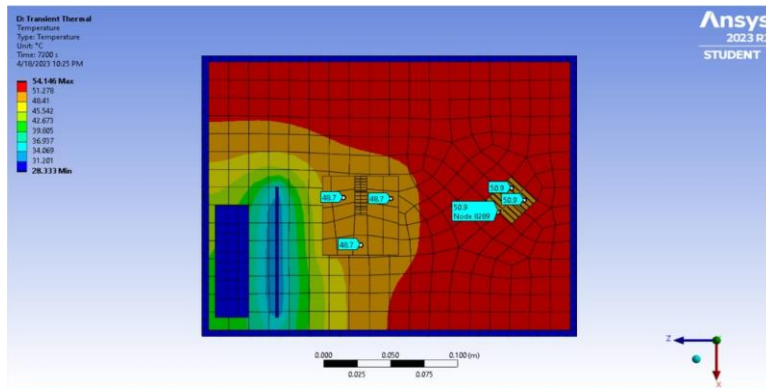 D: Transient Thermal
Temperature
Type: Temperature
Unit: °C
Time: 7200 s
4/18/2023 10:25 PM
54.146 Max
51.278
48.41
45.542
42.673
39.805
36.937
34.069
31.201
28.333 Min
Ansys
2023 R
STUDENT
48.7
48.7
48.7
50.9
50.9
50.9
Node 8289
0.000
0.050
0.100 (m)
0.025
0.075
Z
X